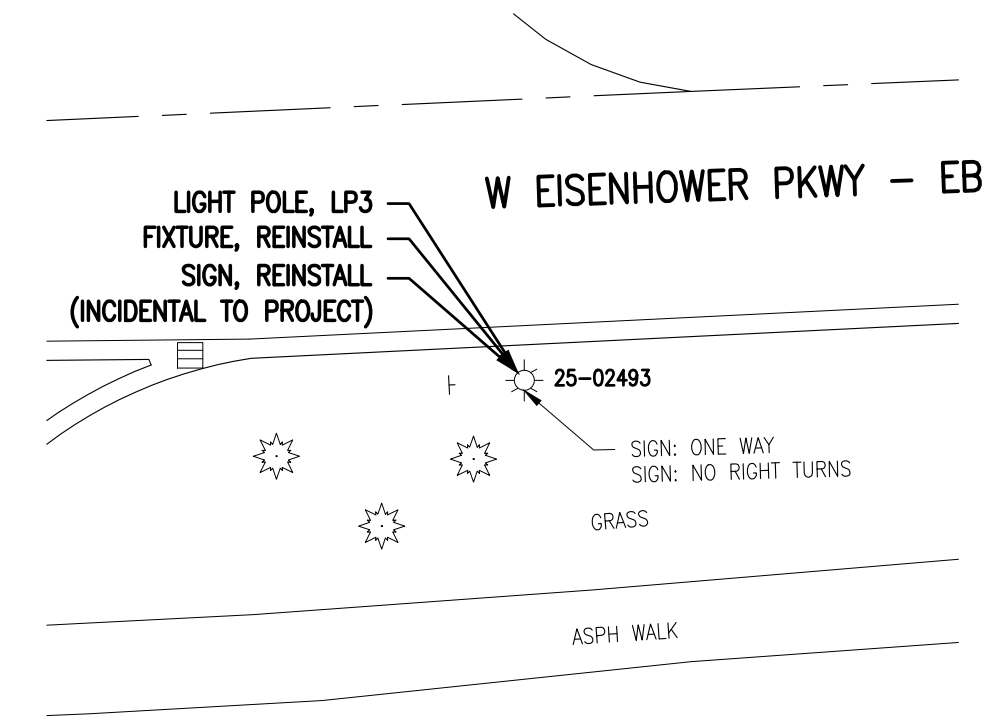 W EISENHOWER PKWY - EB
LIGHT POLE, LP3
FIXTURE, REINSTALL
SIGN, REINSTALL
(INCIDENTAL TO PROJECT)
25-02493
SIGN: ONE WAY
SIGN: NO RIGHT TURNS
GRASS
ASPH WALK